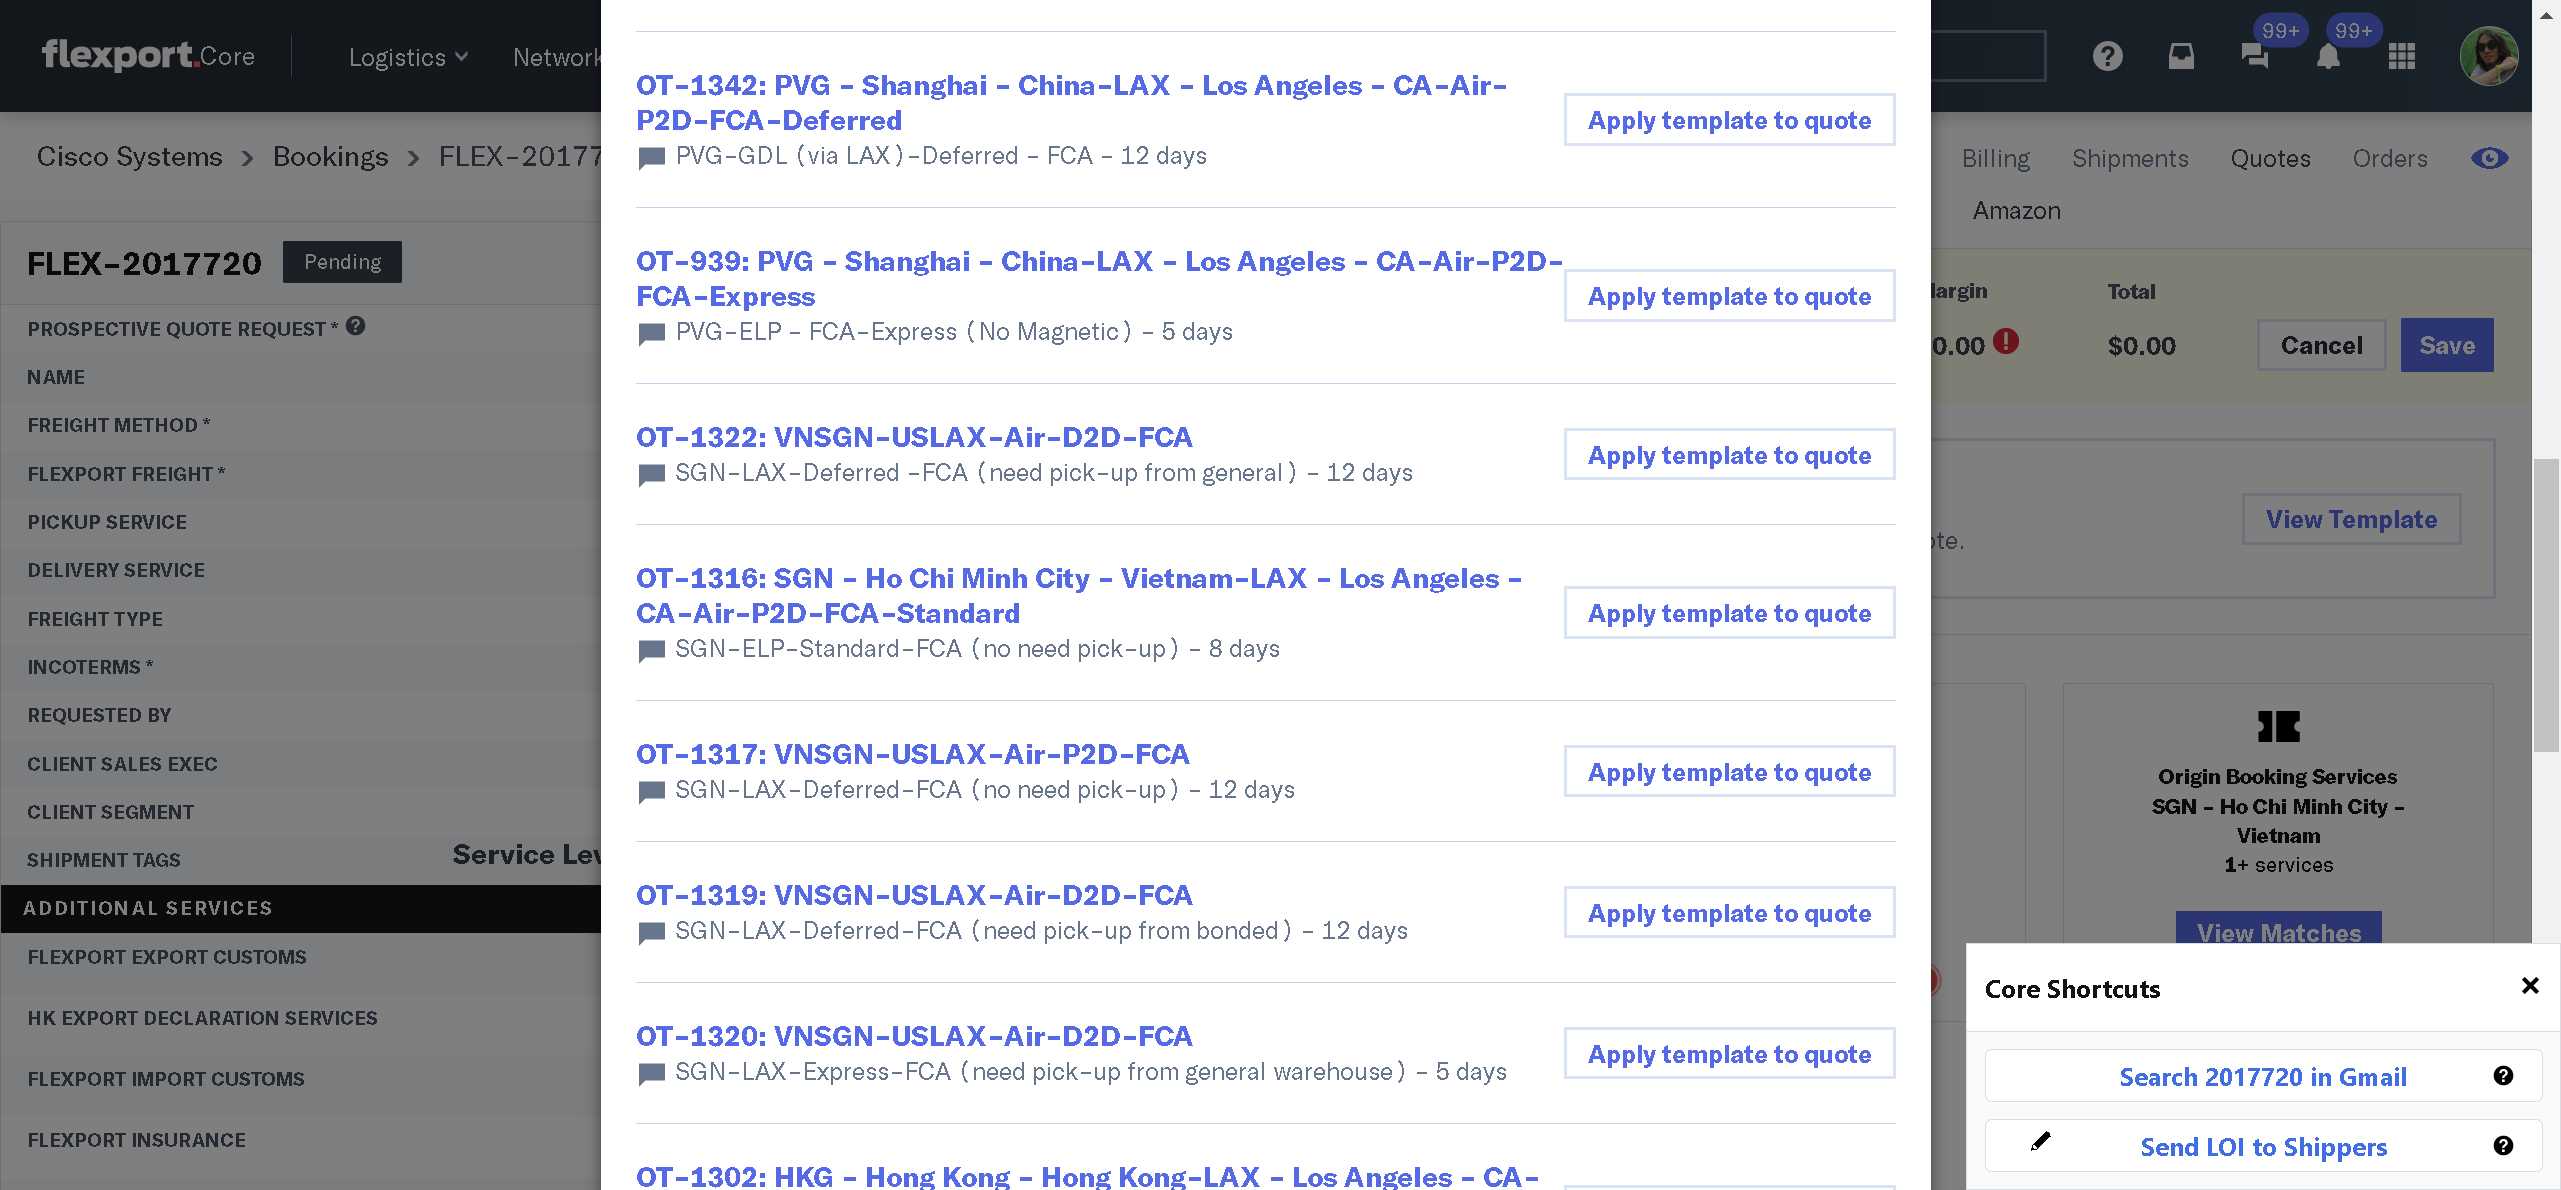 flexport.Core
Logistics
Network
99+
99+
Cisco Systems > Bookings > FLEX-20177
Billing
Shipments
Quotes
Orders
Amazon
FLEX-2017720
Pending
PROSPECTIVE QUOTE REQUEST *
NAME
FREIGHT METHOD *
FLEXPORT FREIGHT *
PICKUP SERVICE
DELIVERY SERVICE
FREIGHT TYPE
INCOTERMS *
REQUESTED BY
CLIENT SALES EXEC
CLIENT SEGMENT
SHIPMENT TAGS
Service Lev
ADDITIONAL SERVICES
FLEXPORT EXPORT CUSTOMS
HK EXPORT DECLARATION SERVICES
FLEXPORT IMPORT CUSTOMS
FLEXPORT INSURANCE
OT-1342: PVG - Shanghai - China-LAX - Los Angeles - CA-Air-
P2D-FCA-Deferred
PVG-GDL (via LAX)-Deferred - FCA - 12 days
Apply template to quote
OT-939: PVG - Shanghai - China-LAX - Los Angeles - CA-Air-P2D-
FCA-Express
PVG-ELP - FCA-Express (No Magnetic) - 5 days
Apply template to quote
OT-1322: VNSGN-USLAX-Air-D2D-FCA
SGN-LAX-Deferred -FCA (need pick-up from general) - 12 days
Apply template to quote
OT-1316: SGN - Ho Chi Minh City - Vietnam-LAX - Los Angeles -
CA-Air-P2D-FCA-Standard
SGN-ELP-Standard-FCA (no need pick-up) - 8 days
Apply template to quote
OT-1317: VNSGN-USLAX-Air-P2D-FCA
SGN-LAX-Deferred-FCA (no need pick-up) - 12 days
Apply template to quote
OT-1319: VNSGN-USLAX-Air-D2D-FCA
SGN-LAX-Deferred-FCA (need pick-up from bonded) - 12 days
Apply template to quote
OT-1320: VNSGN-USLAX-Air-D2D-FCA
SGN-LAX-Express-FCA (need pick-up from general warehouse) - 5 days
Apply template to quote
OT-1302: HKG - Hong Kong - Hong Kong-LAX - Los Angeles - CA-
largin
Total
0.00
$0.00
Cancel
Save
ote.
View Template
Origin Booking Services
SGN - Ho Chi Minh City -
Vietnam
1+ services
View Matches
Core Shortcuts
Search 2017720 in Gmail
Send LOI to Shippers